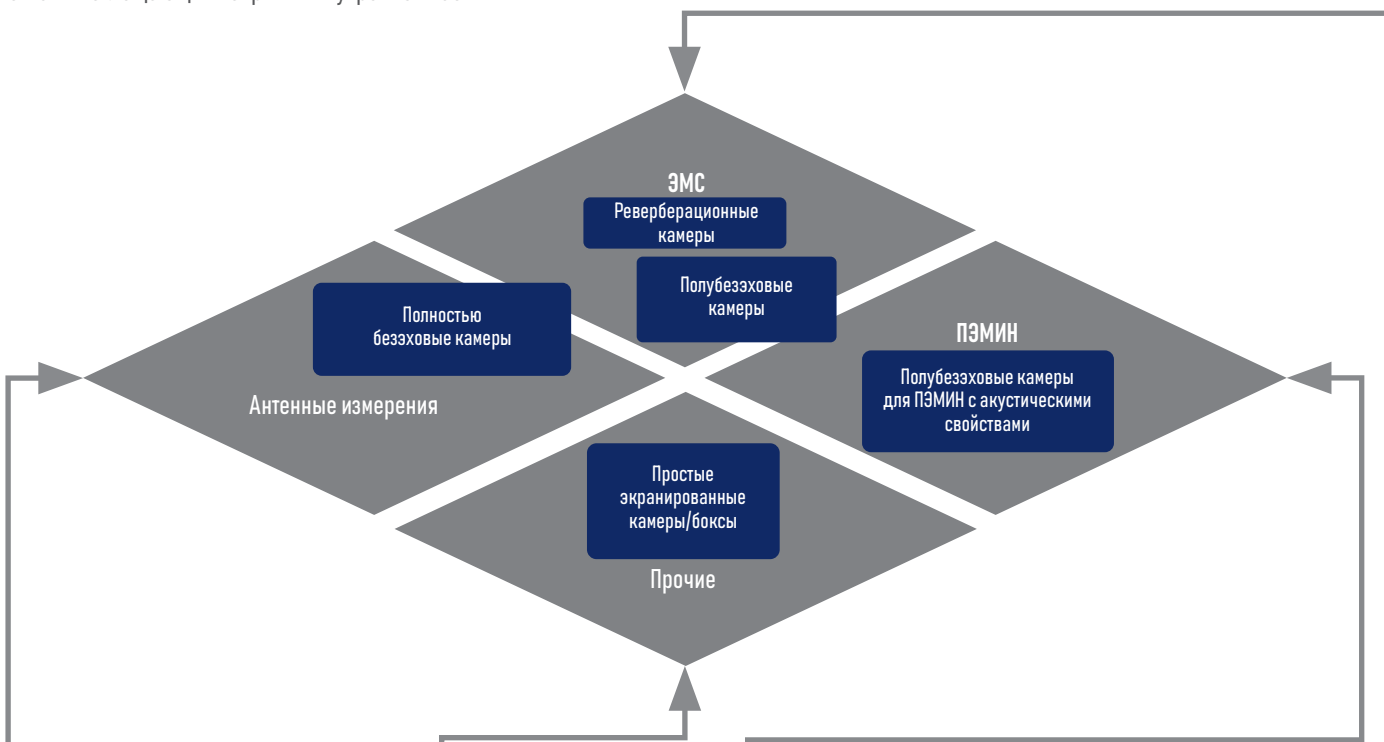 ЭМС
Реверберационные
камеры
Полубезэховые
камеры
Полностью
безэховые камеры
Антенные измерения
ПЭМИН
Полубезэховые камеры
для ПЭМИН с акустическими
свойствами
Простые
экранированные
камеры/боксы
Прочие